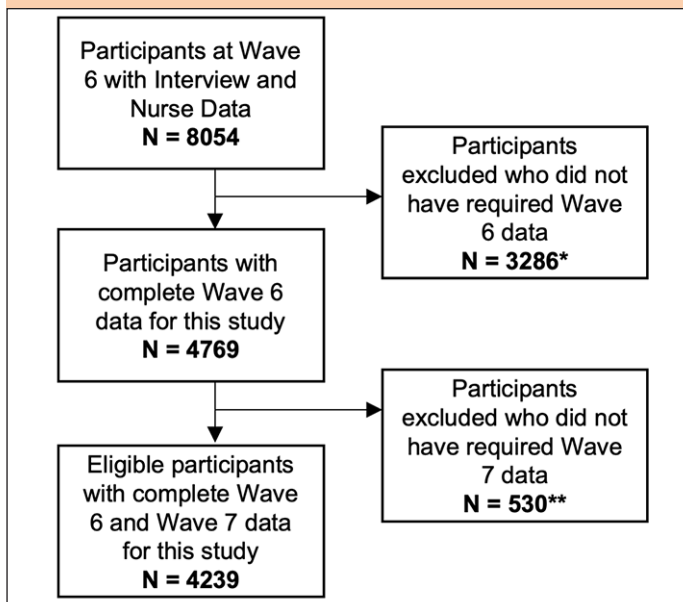 Participants at Wave
6 with Interview and
Nurse Data
N = 8054
Participants
excluded who did not
have required Wave
6 data
N = 3286*
Participants with
complete Wave 6
data for this study
N = 4769
Participants
excluded who did not
have required Wave
7 data
N = 530**
Eligible participants
with complete Wave
6 and Wave 7 data
for this study
N = 4239